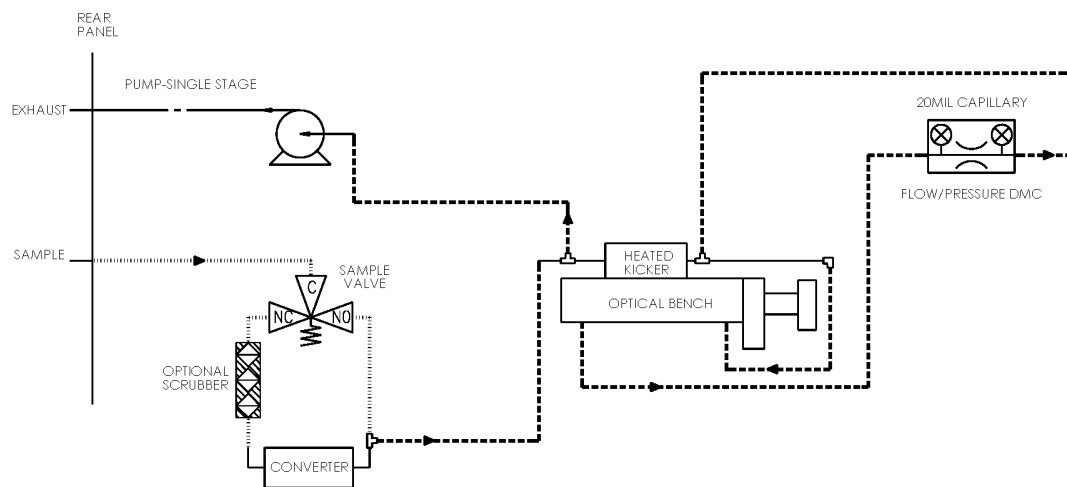 REAR
PANEL
PUMP-SINGLE STAGE
EXHAUST
20MIL CAPILLARY
FLOW/PRESSURE DMC
SAMPLE
SAMPLE
VALVE
C
NC
NO
HEATED
KICKER
OPTICAL BENCH
OPTIONAL
SCRUBBER
CONVERTER